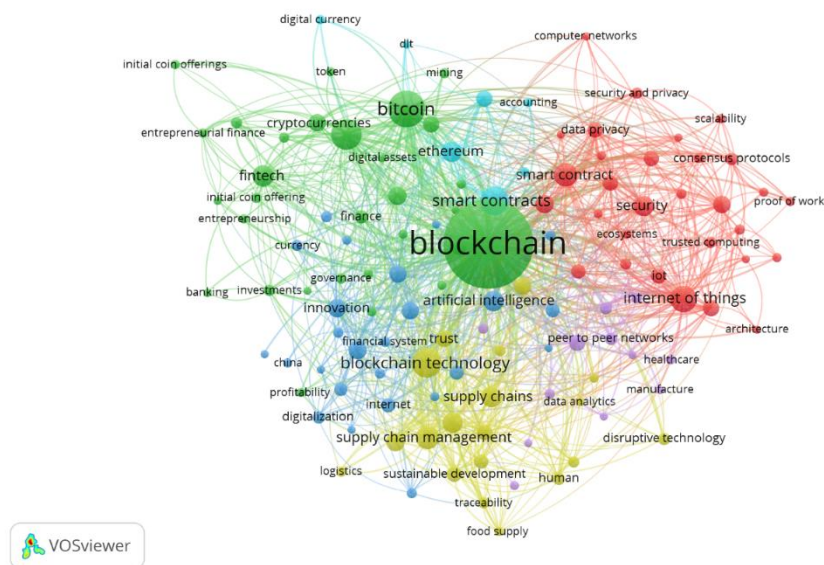 digital currency
dlt
computer networks
initial coin offerings
token
mining
security and privacy
bitcoin
accounting
scalability
cryptocurrencies
entrepreneurial finance
data privacy
digital assets
ethereum
consensus protocols
fintech
smart contract
initial coin offering
smart contracts
proof of work
entrepreneurship
finance
security
currency
blockchain
ecosystems
trusted computing
governance
iot
banking
investments
artificial intelligence
internet of things
innovation
architecture
financial system
trust
peer to peer networks
china
blockchain technology
healthcare
profitability
supply chains
manufacture
digitalization
internet
data analytics
supply chain management
disruptive technology
logistics
sustainable development
human
traceability
food supply
VOSviewer